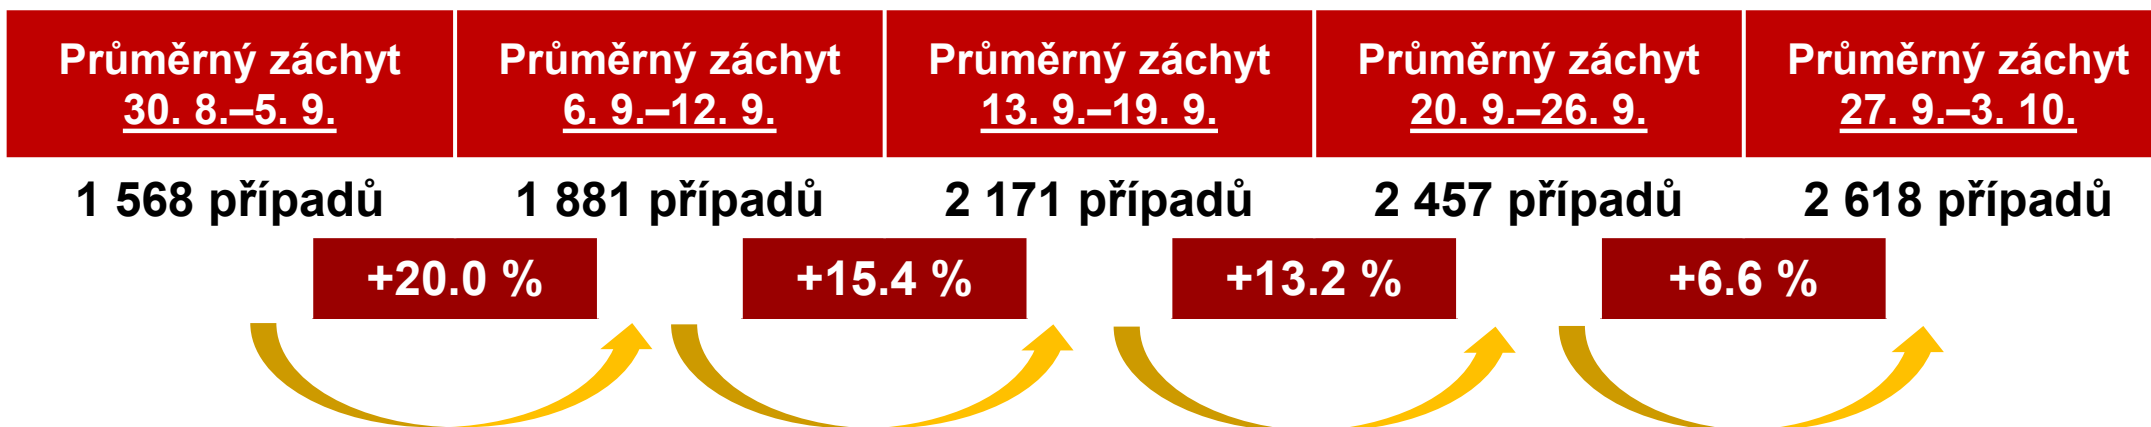 Průměrný záchyt
30. 8.–5. 9.
Průměrný záchyt
6. 9.–12. 9.
Průměrný záchyt
13. 9.–19. 9.
Průměrný záchyt
20. 9.–26. 9.
Průměrný záchyt
27. 9.–3. 10.
1 568 případů
1 881 případů
2 171 případů
2 457 případů
2 618 případů
+20.0 %
+15.4 %
+13.2 %
+6.6 %